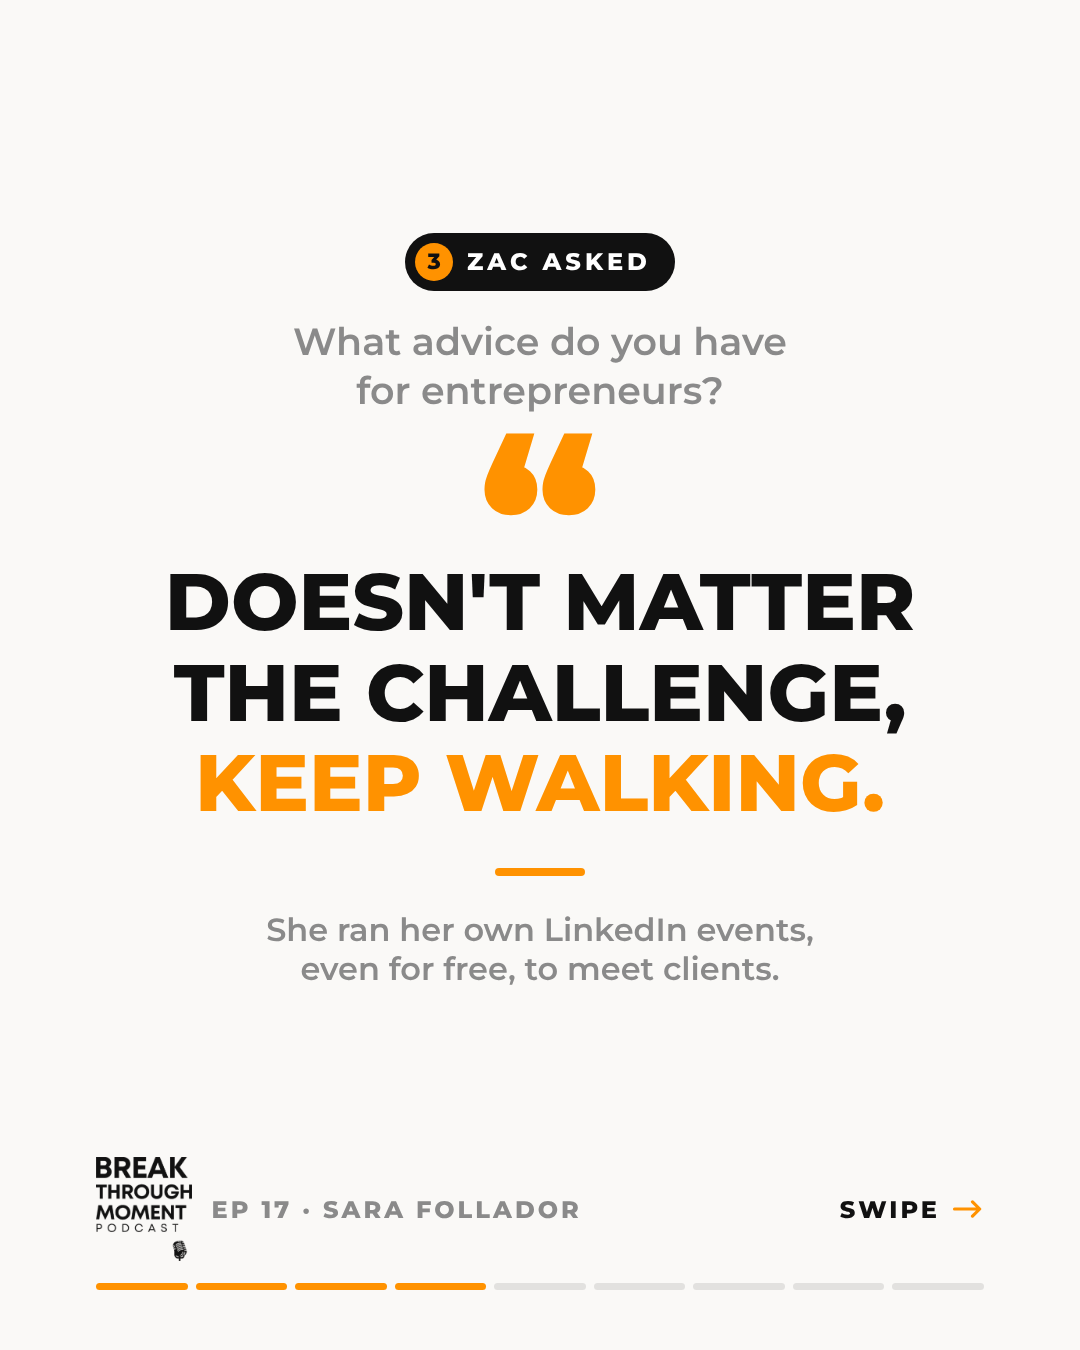 3 ZAC ASKED
What advice do you have
for entrepreneurs?
“
DOESN'T MATTER
THE CHALLENGE,
KEEP WALKING.
She ran her own LinkedIn events,
even for free, to meet clients.
BREAK
THROUGH
MOMENT
PODCAST
EP 17 · SARA FOLLADOR
SWIPE →